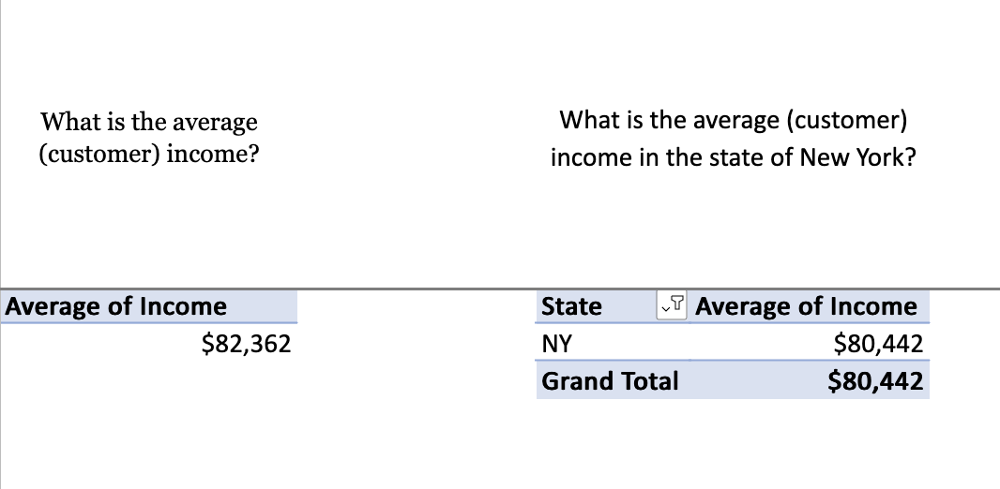 What is the average
(customer) income?
What is the average (customer)
income in the state of New York?
Average of Income
$82,362
State Average of Income
NY $80,442
Grand Total $80,442